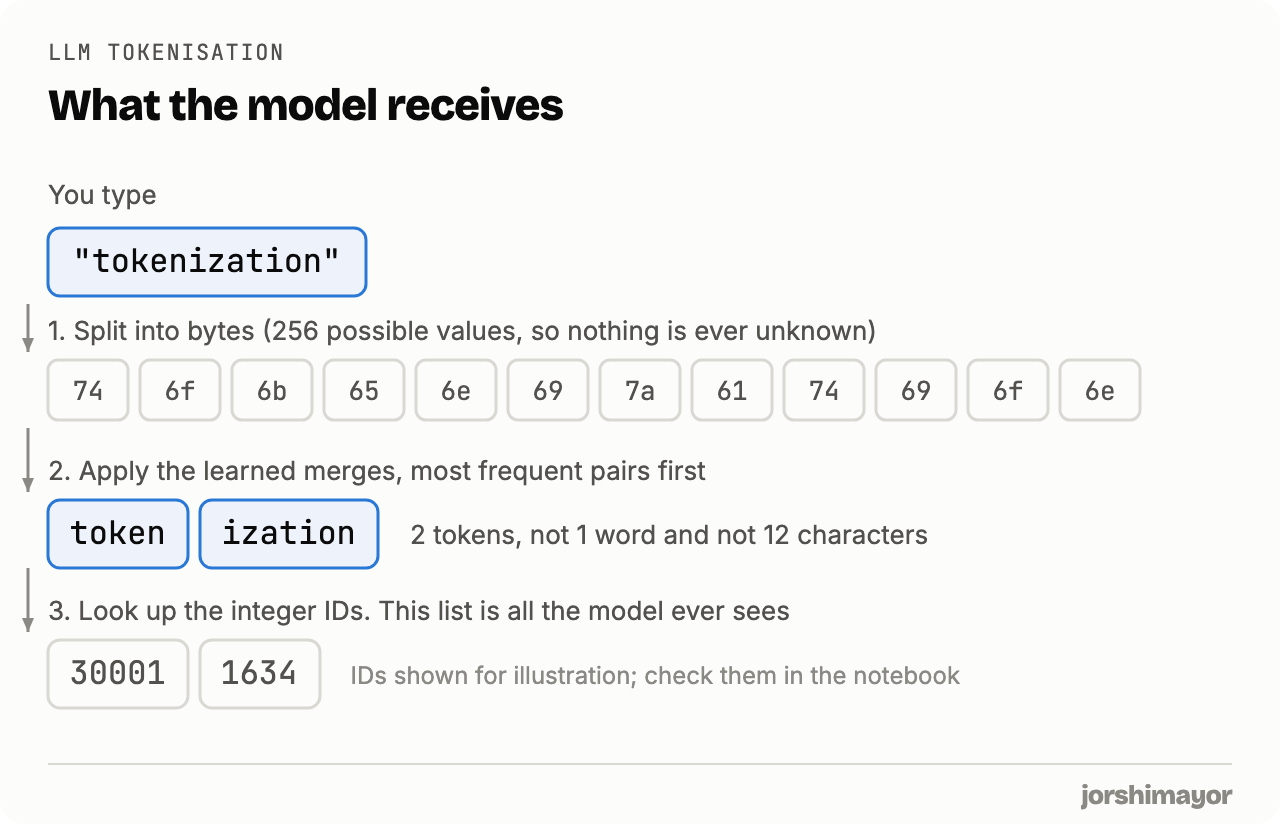 LLM TOKENISATION
What the model receives
You type
"tokenization"
1. Split into bytes (256 possible values, so nothing is ever unknown)
74 6f 6b 65 6e 69 7a 61 74 69 6f 6e
2. Apply the learned merges, most frequent pairs first
token ization 2 tokens, not 1 word and not 12 characters
3. Look up the integer IDs. This list is all the model ever sees
30001 1634 IDs shown for illustration; check them in the notebook
jorshimayor